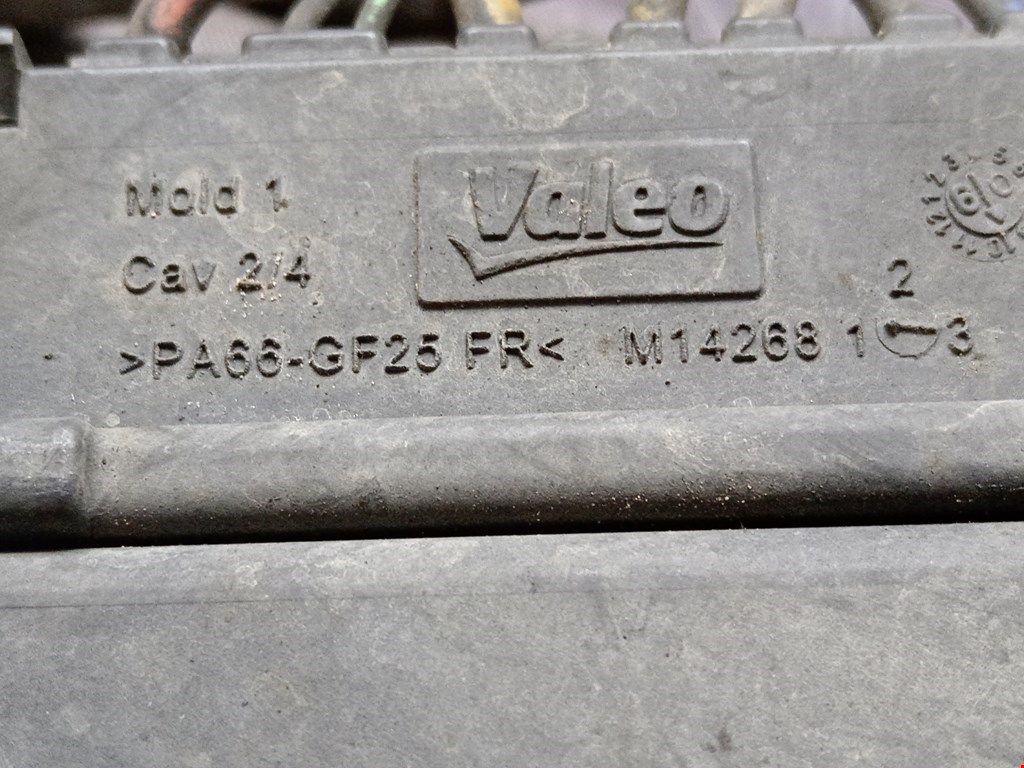 Mold 1
Valeo
Cav 2/4
2
>PA66-GF25 FR< M14268 1 3